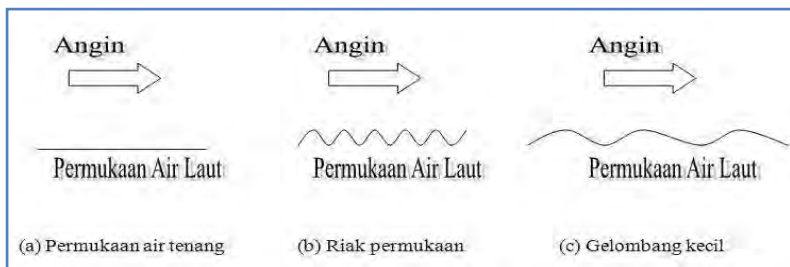 Angin
Permukaan Air Laut
(a) Permukaan air tenang
Angin
Permukaan Air Laut
(b) Riak permukaan
Angin
Permukaan Air Laut
(c) Gelombang kecil